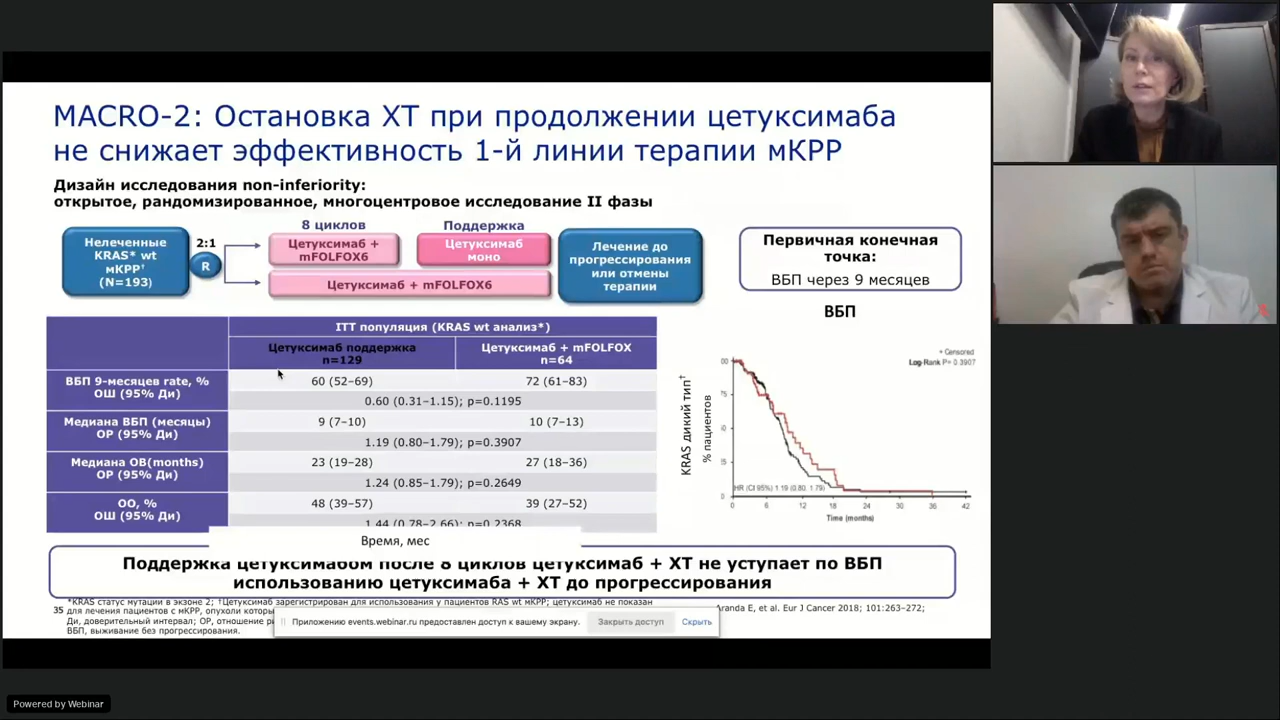 MACRO-2: Остановка ХТ при продолжении цетуксимаба
не снижает эффективность 1-й линии терапии мКРР
Дизайн исследования non-inferiority:
открытое, рандомизированное, многоцентровое исследование II фазы
8 циклов
Поддержка
Нелеченные
KRAS* wt
мКРР†
(N=193)
2:1
R
Цетуксимаб +
mFOLFOX6
Цетуксимаб
моно
Цетуксимаб + mFOLFOX6
Лечение до
прогрессирования
или отмены
терапии
Первичная конечная
точка:
ВБП через 9 месяцев
ВБП
ITT популяция (KRAS wt анализ*)
Цетуксимаб поддержка
n=129
Цетуксимаб + mFOLFOX
n=64
ВБП 9-месяцев rate, %
ОШ (95% Ди)
60 (52–69)
72 (61–83)
0.60 (0.31–1.15); p=0.1195
Медиана ВБП (месяцы)
ОР (95% Ди)
9 (7–10)
10 (7–13)
1.19 (0.80–1.79); p=0.3907
Медиана ОВ(months)
ОР (95% Ди)
23 (19–28)
27 (18–36)
1.24 (0.85–1.79); p=0.2649
ОО, %
ОШ (95% Ди)
48 (39–57)
39 (27–52)
1.44 (0.78–2.66); p=0.2368
KRAS дикий тип†
% пациентов
+ Censored
Log-Rank P= 0.3907
HR (CI 95%) 1.19 (0.80 1.79)
0 6 12 18 24 30 36 42
Time (months)
Время, мес
Поддержка цетуксимабом после 8 циклов цетуксимаб + ХТ не уступает по ВБП
использованию цетуксимаба + ХТ до прогрессирования
*KRAS статус мутации в экзоне 2; †Цетуксимаб зарегистрирован для использования у пациентов RAS wt мКРР; цетуксимаб не показан
35 для лечения пациентов с мКРР, опухоли
Ди, доверительный интервал; ОР, отношение
ВБП, выживание без прогрессирования.
Aranda E, et al. Eur J Cancer 2018; 101:263–272;
Приложению events.webinar.ru предоставлен доступ к вашему экрану.
Закрыть доступ
Скрыть
Powered by Webinar